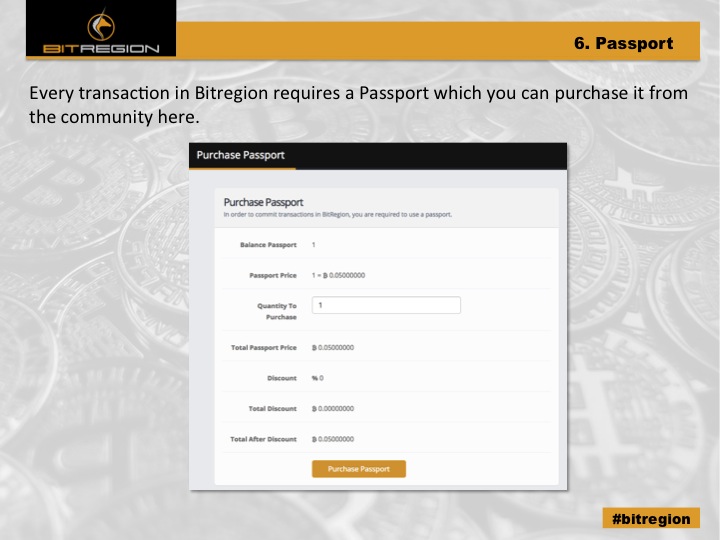 BITREGION
6. Passport
Every transaction in Bitregion requires a Passport which you can purchase it from
the community here.
Purchase Passport
Purchase Passport
In order to commit transactions in BitRegion, you are required to use a passport.
Balance Passport 1
Passport Price 1 = ฿ 0.05000000
Quantity To
Purchase 1
Total Passport Price ฿ 0.05000000
Discount % 0
Total Discount ฿ 0.00000000
Total After Discount ฿ 0.05000000
Purchase Passport
#bitregion